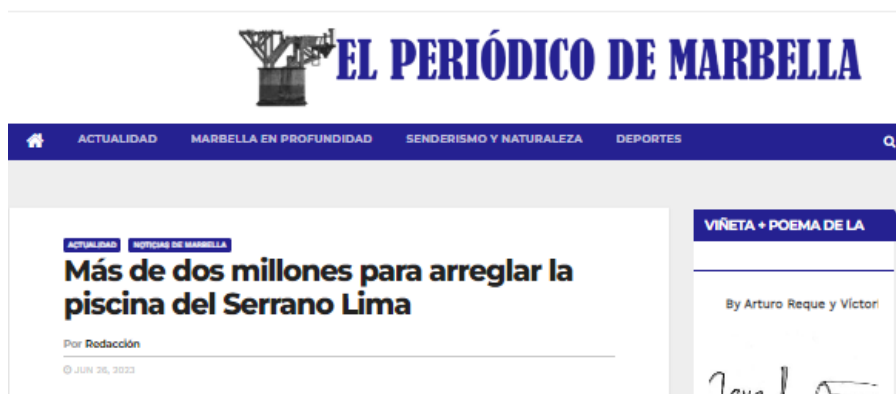 EL PERIÓDICO DE MARBELLA
ACTUALIDAD MARBELLA EN PROFUNDIDAD SENDERISMO Y NATURALEZA DEPORTES
ACTUALIDAD NOTICIAS DE MARBELLA
Más de dos millones para arreglar la
piscina del Serrano Lima
Por Redacción
JUN 26, 2023
VIÑETA + POEMA DE LA
By Arturo Reque y Víctor